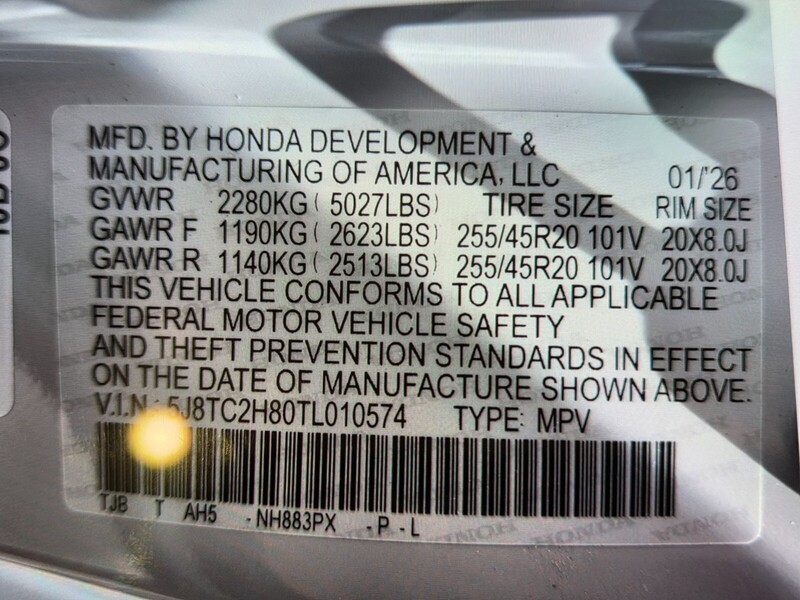 MFD. BY HONDA DEVELOPMENT &
MANUFACTURING OF AMERICA, LLC 01/'26
GVWR 2280KG ( 5027LBS) TIRE SIZE RIM SIZE
GAWR F 1190KG ( 2623LBS) 255/45R20 101V 20X8.0J
GAWR R 1140KG ( 2513LBS) 255/45R20 101V 20X8.0J
THIS VEHICLE CONFORMS TO ALL APPLICABLE
FEDERAL MOTOR VEHICLE SAFETY
AND THEFT PREVENTION STANDARDS IN EFFECT
ON THE DATE OF MANUFACTURE SHOWN ABOVE.
V.I.N.: 5J8TC2H80TL010574 TYPE: MPV
TJB T AH5 - NH883PX - P - L